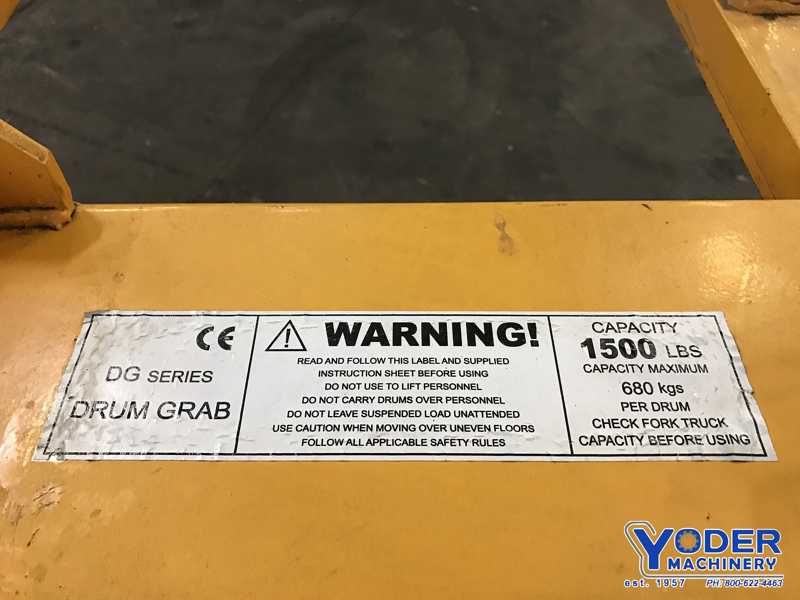 CE
DG SERIES
DRUM GRAB
WARNING!
READ AND FOLLOW THIS LABEL AND SUPPLIED
INSTRUCTION SHEET BEFORE USING
DO NOT USE TO LIFT PERSONNEL
DO NOT CARRY DRUMS OVER PERSONNEL
DO NOT LEAVE SUSPENDED LOAD UNATTENDED
USE CAUTION WHEN MOVING OVER UNEVEN FLOORS
FOLLOW ALL APPLICABLE SAFETY RULES
CAPACITY
1500 LBS
CAPACITY MAXIMUM
680 kgs
PER DRUM
CHECK FORK TRUCK
CAPACITY BEFORE USING
YODER
MACHINERY
est. 1957 PH: 800-622-4463